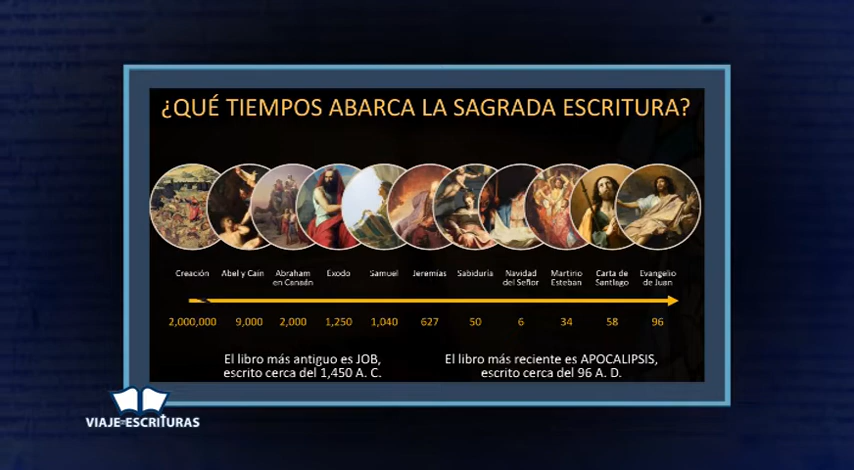 ¿QUÉ TIEMPOS ABARCA LA SAGRADA ESCRITURA?
Creación Abel y Cain Abraham Exodo Samuel Jeremías Sabiduría Navidad Martirio Carta de Evangelio
en Canaán del Señor Esteban Santiago de Juan
2,000,000 9,000 2,000 1,250 1,040 627 50 6 34 58 96
El libro más antiguo es JOB, El libro más reciente es APOCALIPSIS,
escrito cerca del 1,450 A. C. escrito cerca del 96 A. D.
VIAJE ESCRITURAS